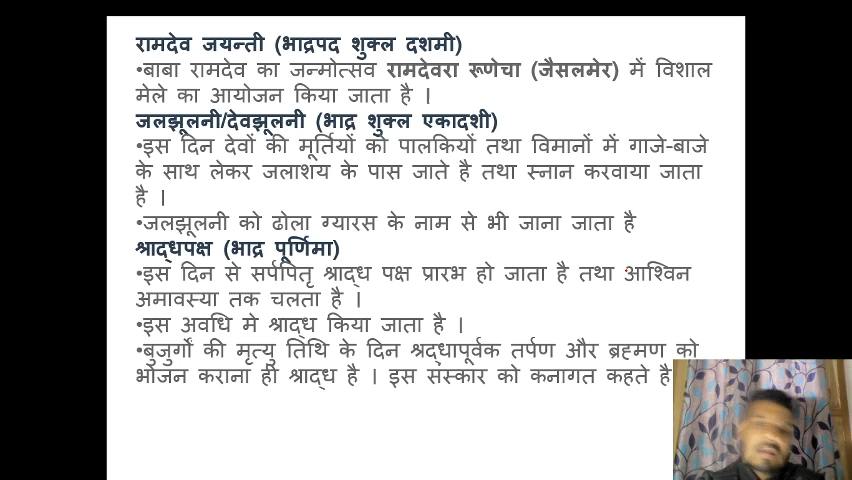 रामदेव जयन्ती (भाद्रपद शुक्ल दशमी)
•बाबा रामदेव का जन्मोत्सव रामदेवरा रूणेचा (जैसलमेर) में विशाल
मेले का आयोजन किया जाता है ।
जलझूलनी/देवझूलनी (भाद्र शुक्ल एकादशी)
•इस दिन देवों की मूर्तियों को पालकियों तथा विमानों में गाजे-बाजे
के साथ लेकर जलाशय के पास जाते है तथा स्नान करवाया जाता
है ।
•जलझूलनी को ढोला ग्यारस के नाम से भी जाना जाता है
श्राद्धपक्ष (भाद्र पूर्णिमा)
•इस दिन से सर्पपितृ श्राद्ध पक्ष प्रारभ हो जाता है तथा आश्विन
अमावस्या तक चलता है ।
•इस अवधि मे श्राद्ध किया जाता है ।
•बुजुर्गों की मृत्यु तिथि के दिन श्रद्धापूर्वक तर्पण और ब्रह्मण को
भोजन कराना ही श्राद्ध है । इस संस्कार को कनागत कहते है